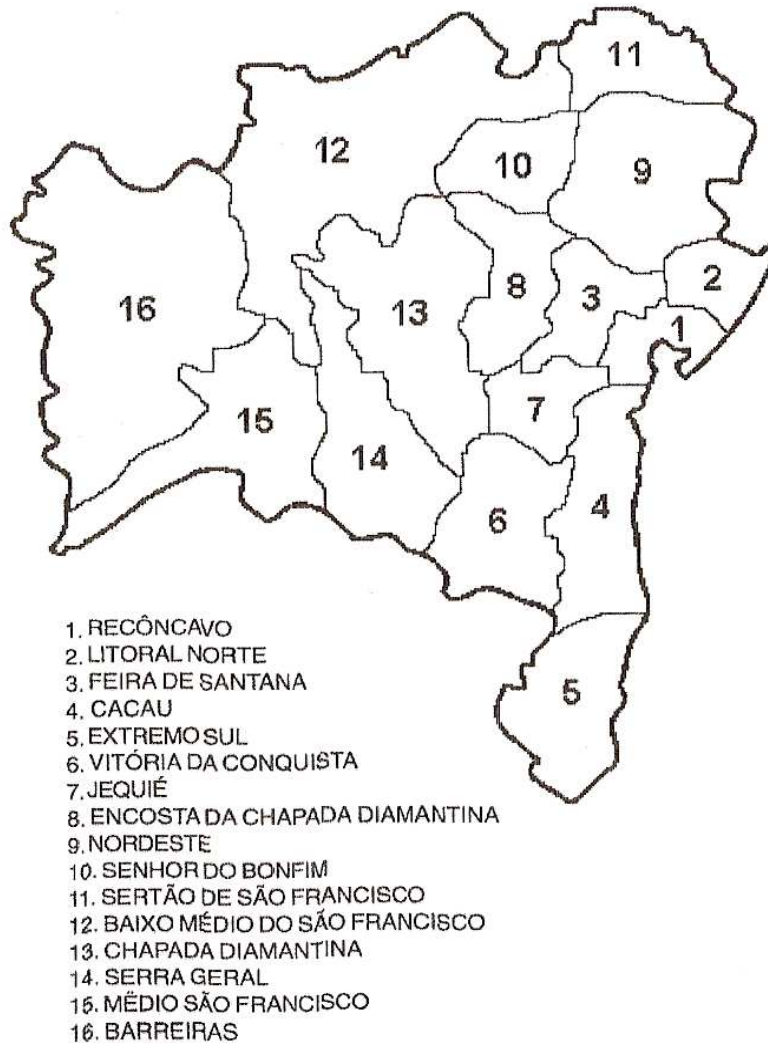 11
12
10
9
2
16
8
3
13
1
7
15
14
6
4
5
1. RECÔNCAVO
2. LITORAL NORTE
3. FEIRA DE SANTANA
4. CACAU
5. EXTREMO SUL
6. VITÓRIA DA CONQUISTA
7. JEQUIÉ
8. ENCOSTA DA CHAPADA DIAMANTINA
9. NORDESTE
10. SENHOR DO BONFIM
11. SERTÃO DE SÃO FRANCISCO
12. BAIXO MÉDIO DO SÃO FRANCISCO
13. CHAPADA DIAMANTINA
14. SERRA GERAL
15. MÉDIO SÃO FRANCISCO
16. BARREIRAS